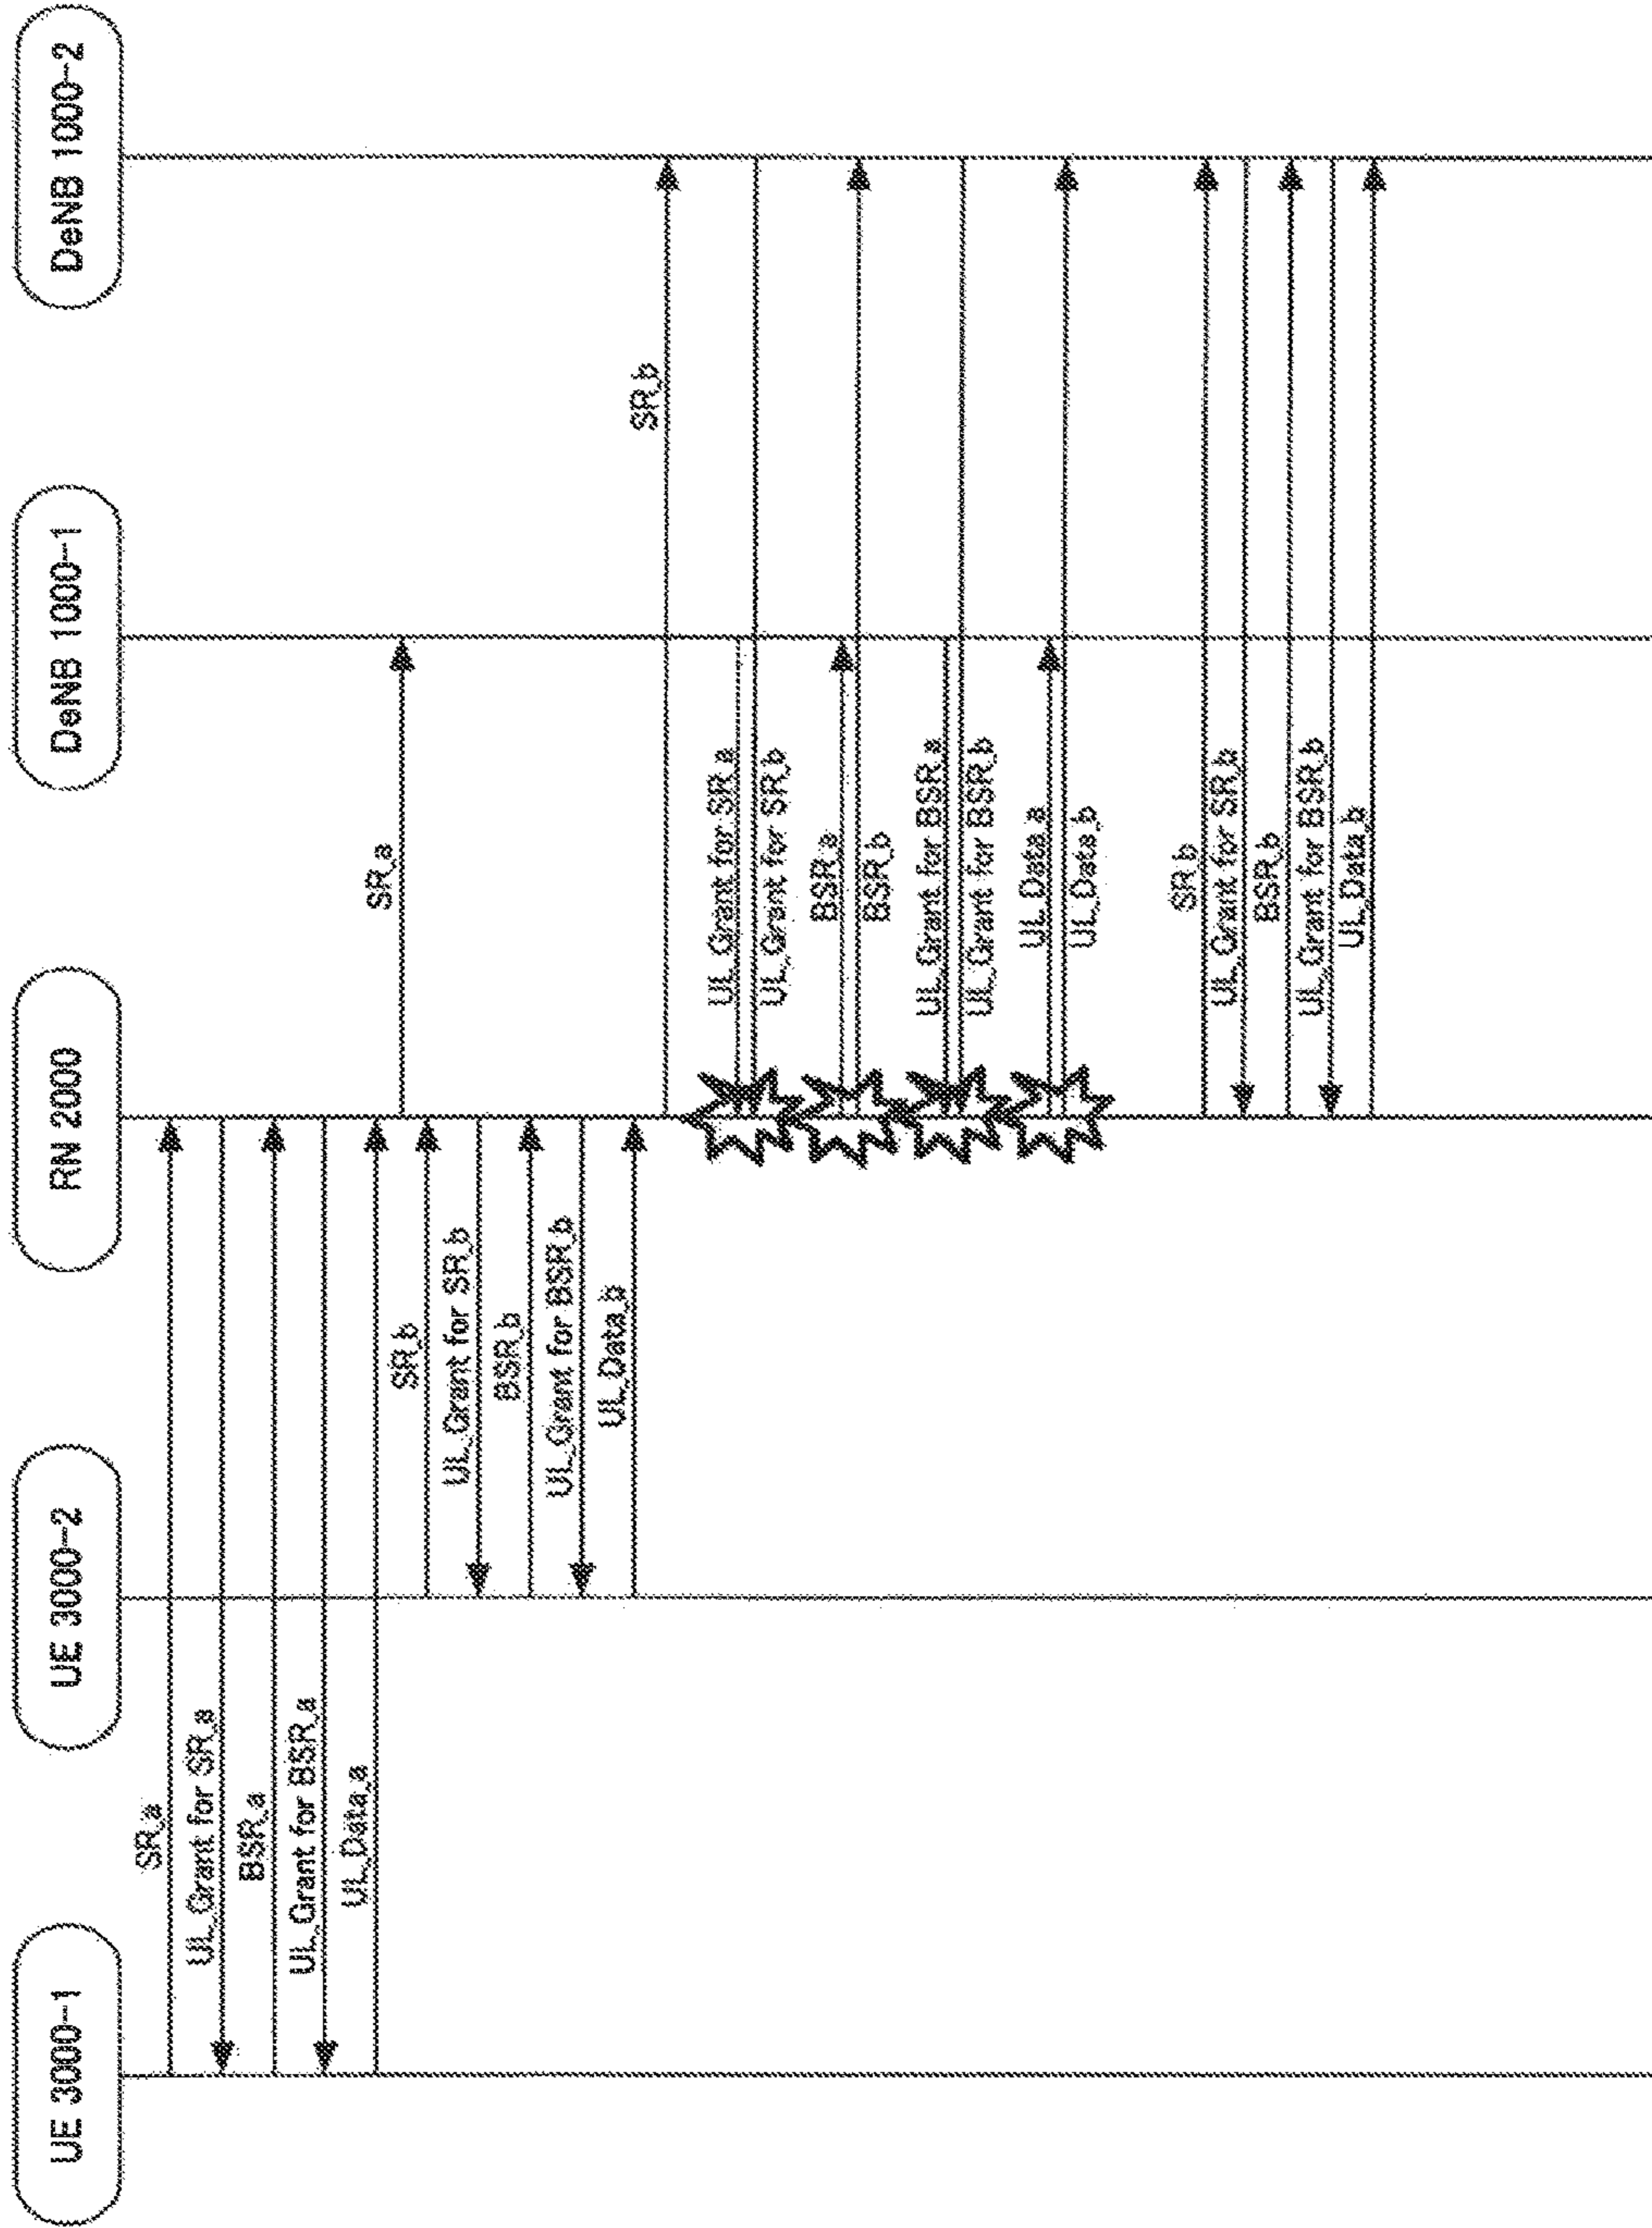 UE 3000-1
UE 3000-2
RN 2000
DeNB 1000-1
DeNB 1000-2
SR_a
UL_Grant for SR_a
BSR_a
UL_Grant for BSR_a
UL_Data_a
SR_a
SR_b
UL_Grant for SR_b
BSR_b
UL_Grant for BSR_b
UL_Data_b
SR_b
UL_Grant for SR_a
UL_Grant for SR_b
BSR_a
BSR_b
UL_Grant for BSR_a
UL_Grant for BSR_b
UL_Data_a
UL_Data_b
SR_b
UL_Grant for SR_b
BSR_b
UL_Grant for BSR_b
UL_Data_b